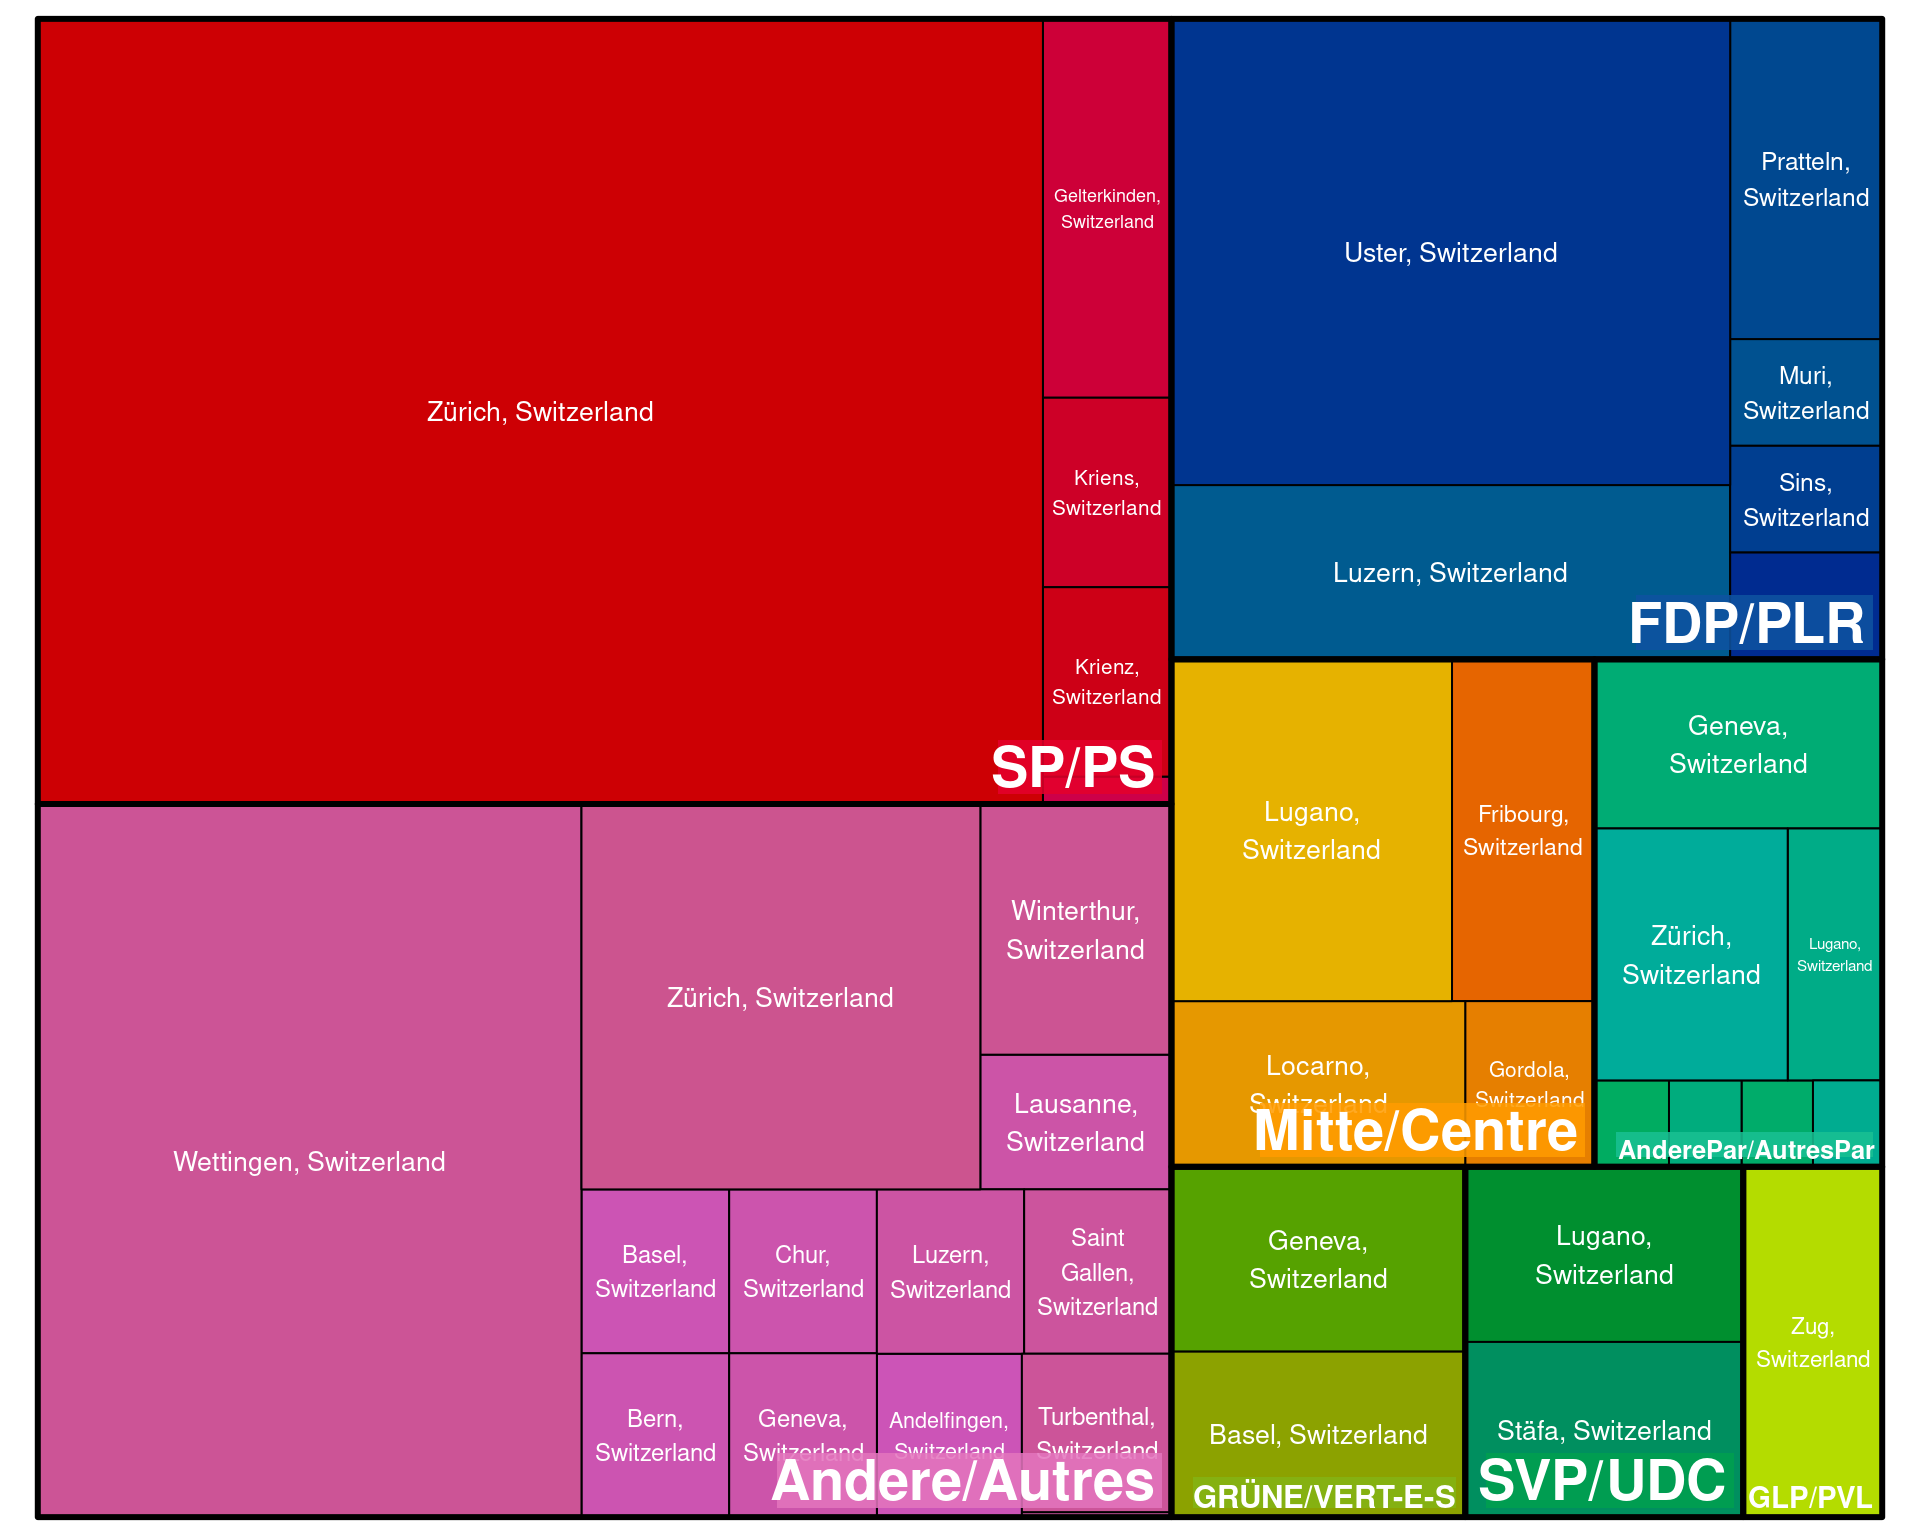 Zürich, Switzerland
Gelterkinden,
Switzerland
Kriens,
Switzerland
Krienz,
Switzerland
SP/PS
Uster, Switzerland
Pratteln,
Switzerland
Muri,
Switzerland
Sins,
Switzerland
Luzern, Switzerland
FDP/PLR
Lugano,
Switzerland
Fribourg,
Switzerland
Locarno,
Switzerland
Gordola,
Switzerland
Mitte/Centre
Geneva,
Switzerland
Zürich,
Switzerland
Lugano,
Switzerland
AnderePar/AutresPar
Wettingen, Switzerland
Zürich, Switzerland
Winterthur,
Switzerland
Lausanne,
Switzerland
Basel,
Switzerland
Chur,
Switzerland
Luzern,
Switzerland
Saint
Gallen,
Switzerland
Bern,
Switzerland
Geneva,
Switzerland
Andelfingen,
Switzerland
Turbenthal,
Switzerland
Andere/Autres
Geneva,
Switzerland
Basel, Switzerland
GRÜNE/VERT-E-S
Lugano,
Switzerland
Stäfa, Switzerland
SVP/UDC
Zug,
Switzerland
GLP/PVL